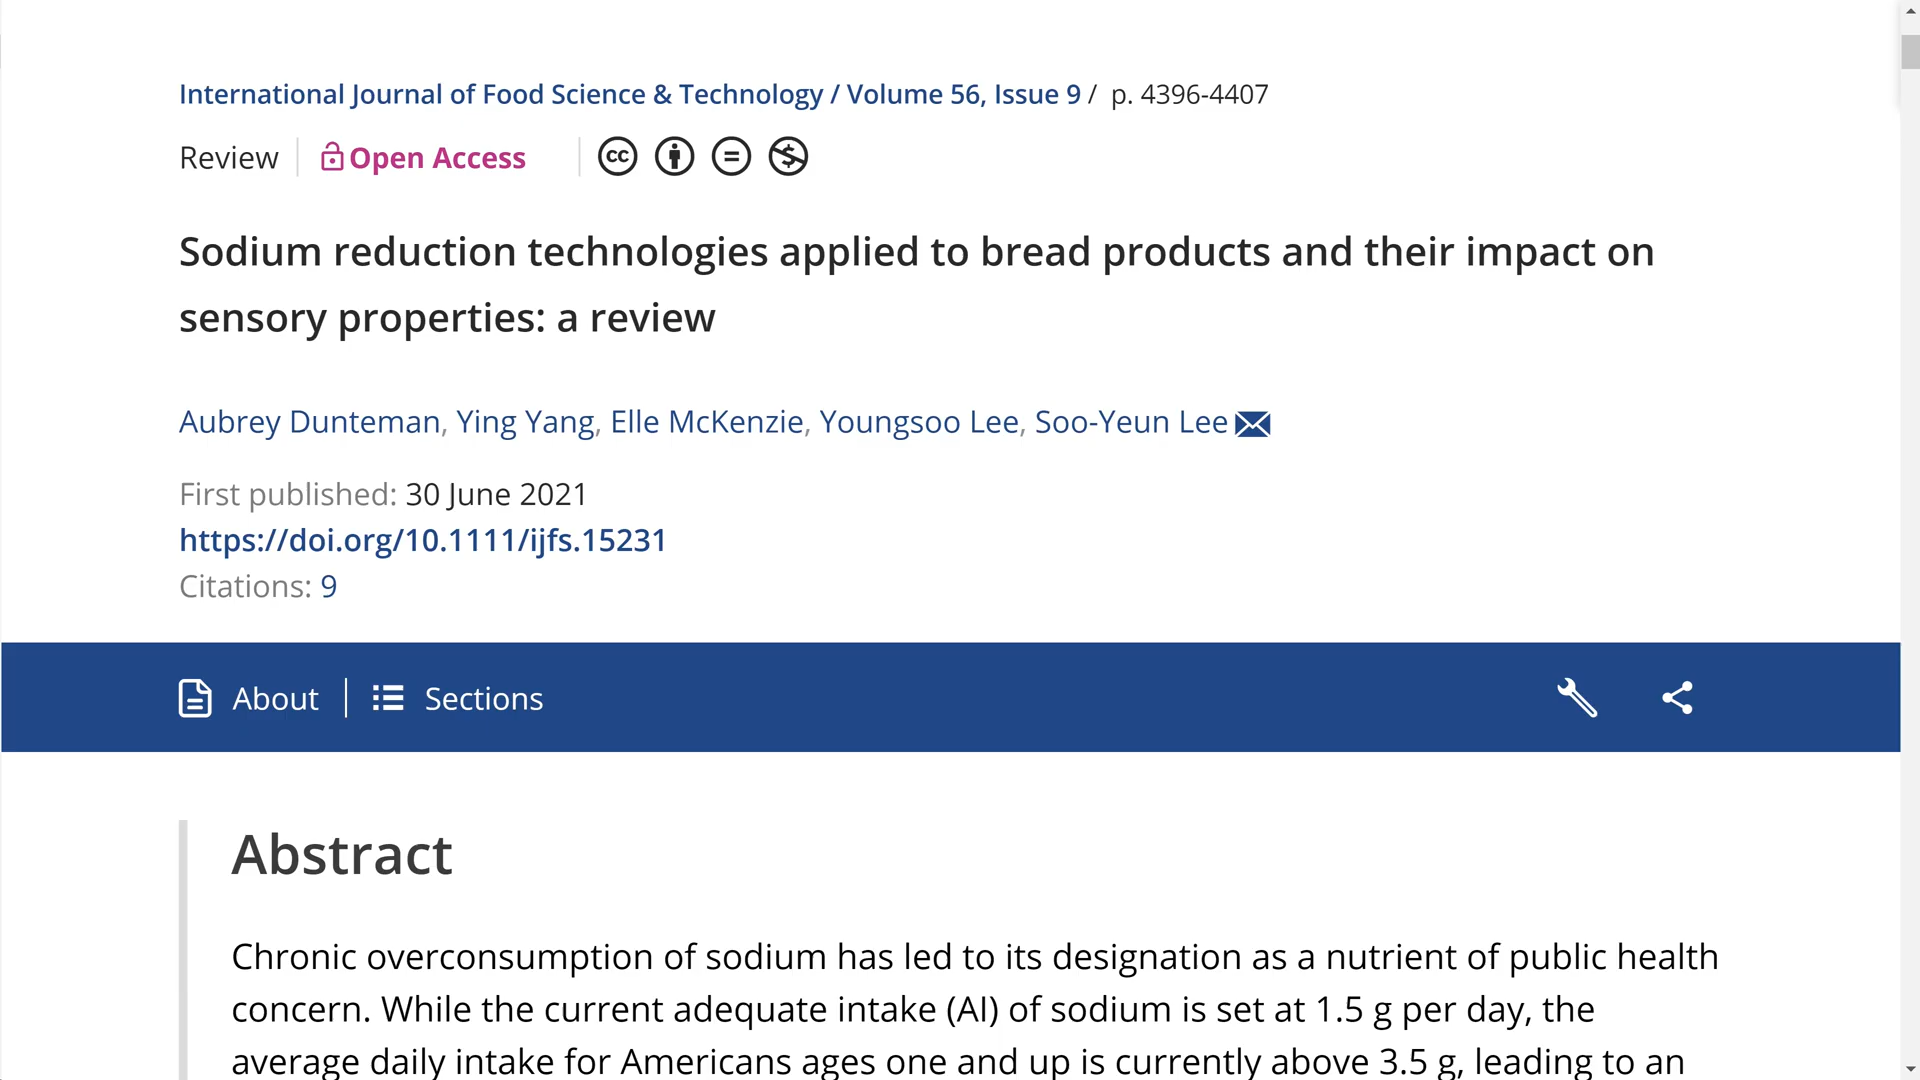 International Journal of Food Science & Technology / Volume 56, Issue 9 / p. 4396-4407
Review Open Access cc
Sodium reduction technologies applied to bread products and their impact on
sensory properties: a review
Aubrey Dunteman, Ying Yang, Elle McKenzie, Youngsoo Lee, Soo-Yeun Lee
First published: 30 June 2021
https://doi.org/10.1111/ijfs.15231
Citations: 9
About Sections
Abstract
Chronic overconsumption of sodium has led to its designation as a nutrient of public health
concern. While the current adequate intake (AI) of sodium is set at 1.5 g per day, the
average daily intake for Americans ages one and up is currently above 3.5 g, leading to an